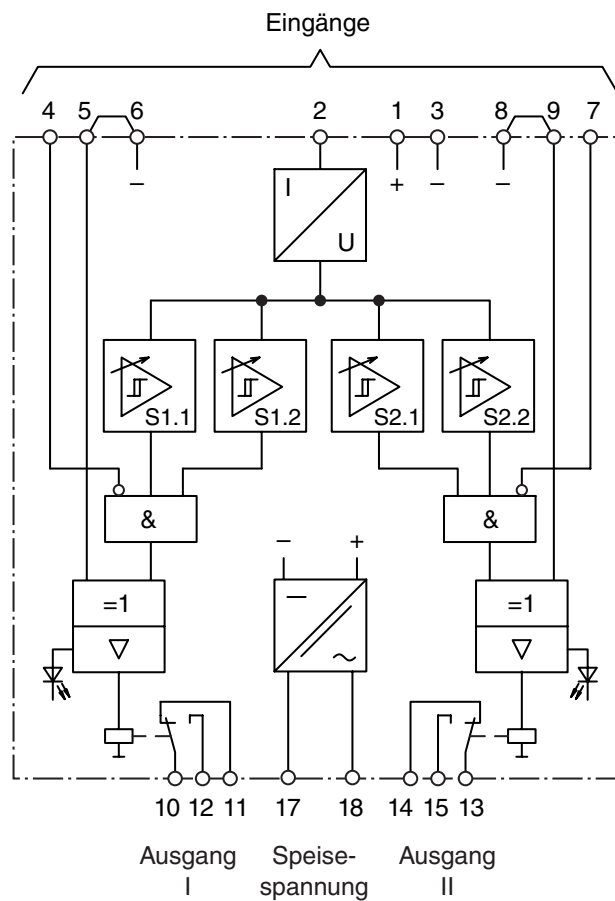 Eingänge
4 5 6 2 1 3 8 9 7
– + – –
I
U
S1.1 S1.2 S2.1 S2.2
& &
– +
=1 =1
10 12 11 17 18 14 15 13
Ausgang Speise- Ausgang
I spannung II